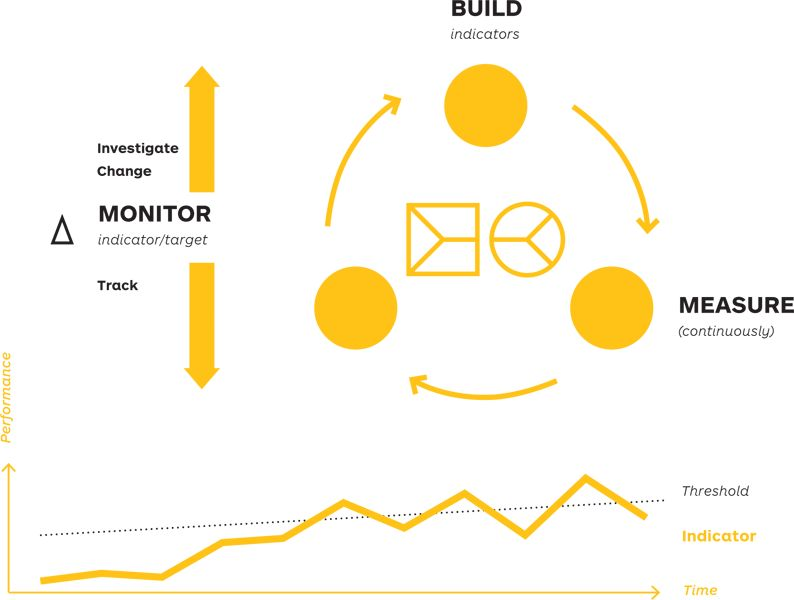 BUILD
indicators
Investigate
Change
Δ MONITOR
indicator/target
Track
MEASURE
(continuously)
Performance
Threshold
Indicator
Time